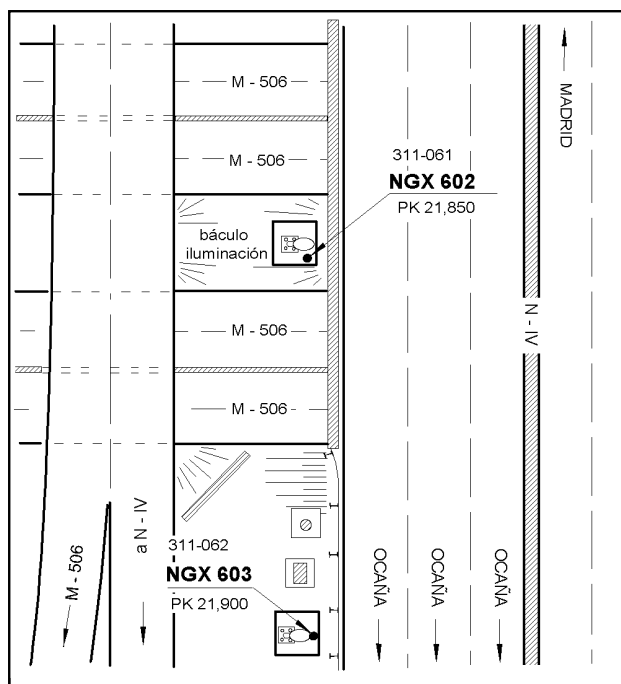 M - 506
M - 506
MADRID
311-061
NGX 602
PK 21,850
báculo
iluminación
M - 506
N - IV
M - 506
M - 506
a N - IV
311-062
NGX 603
PK 21,900
OCAÑA
OCAÑA
OCAÑA